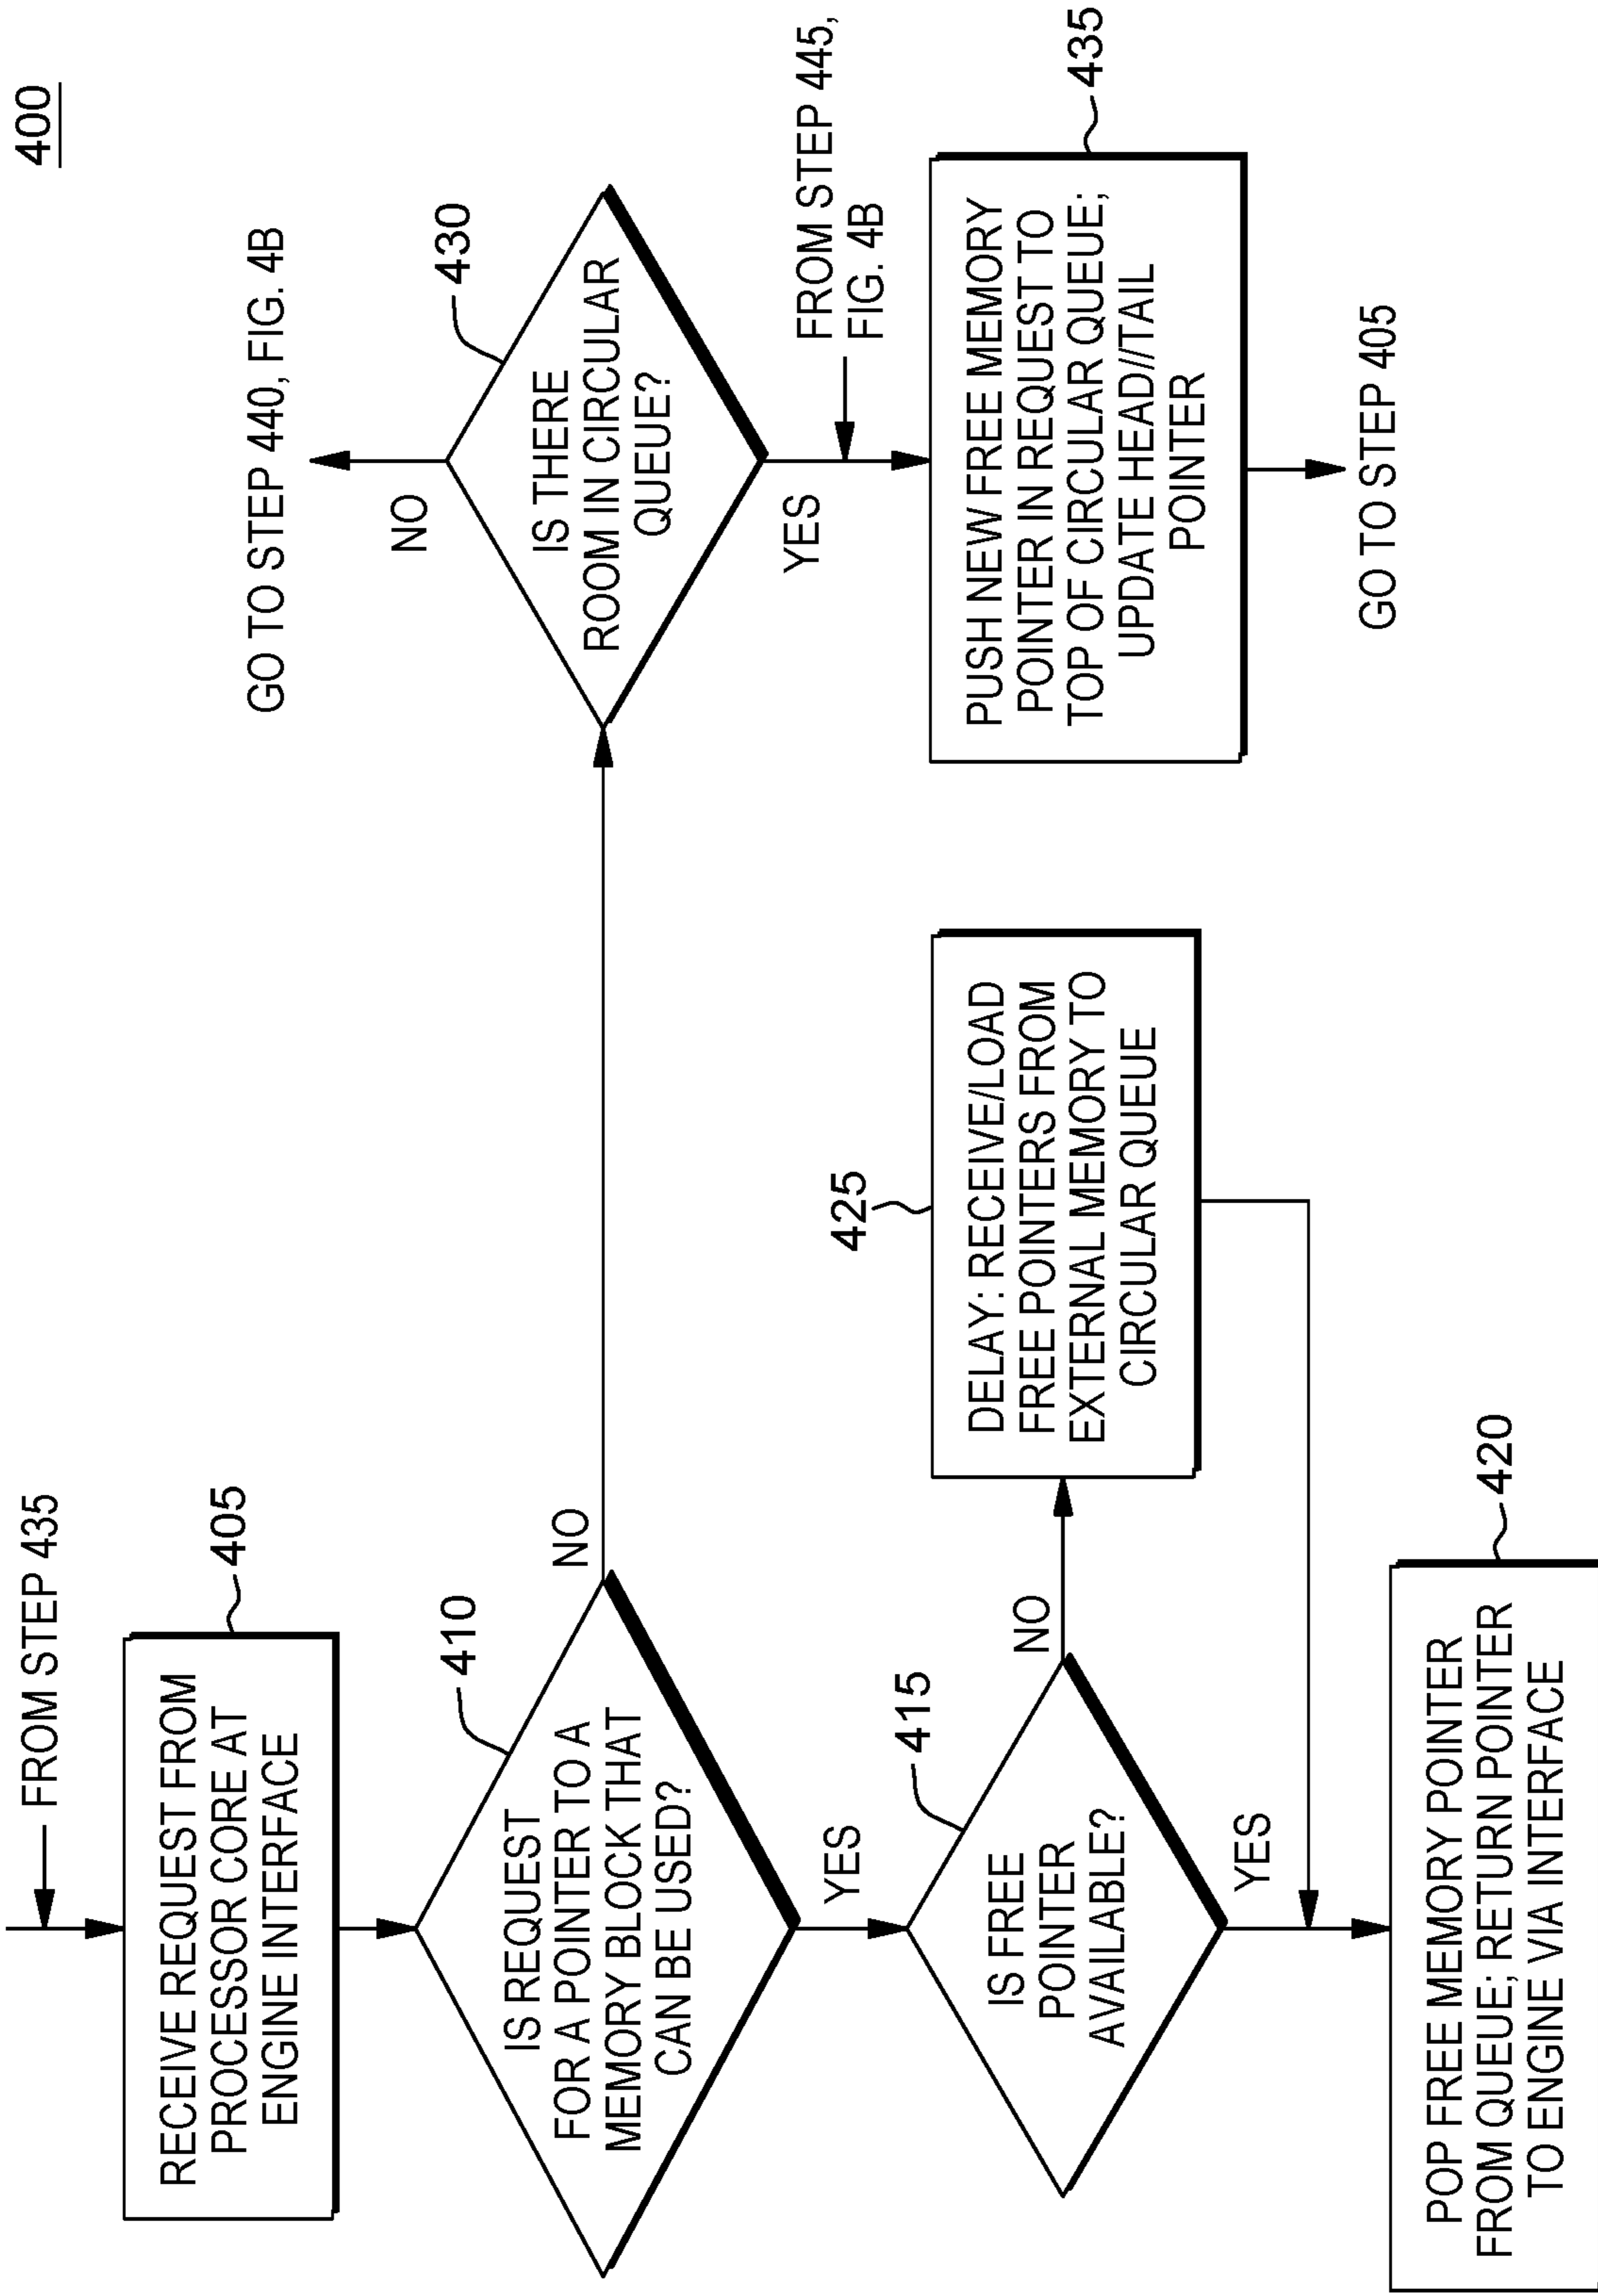 400
FROM STEP 435
RECEIVE REQUEST FROM
PROCESSOR CORE AT
ENGINE INTERFACE
405
IS REQUEST
FOR A POINTER TO A
MEMORY BLOCK THAT
CAN BE USED?
410
NO
YES
IS FREE
POINTER
AVAILABLE?
415
NO
YES
DELAY: RECEIVE/LOAD
FREE POINTERS FROM
EXTERNAL MEMORY TO
CIRCULAR QUEUE
425
POP FREE MEMORY POINTER
FROM QUEUE; RETURN POINTER
TO ENGINE VIA INTERFACE
420
GO TO STEP 440, FIG. 4B
NO
IS THERE
ROOM IN CIRCULAR
QUEUE?
430
YES
FROM STEP 445,
FIG. 4B
PUSH NEW FREE MEMORY
POINTER IN REQUEST TO
TOP OF CIRCULAR QUEUE;
UPDATE HEAD//TAIL
POINTER
435
GO TO STEP 405